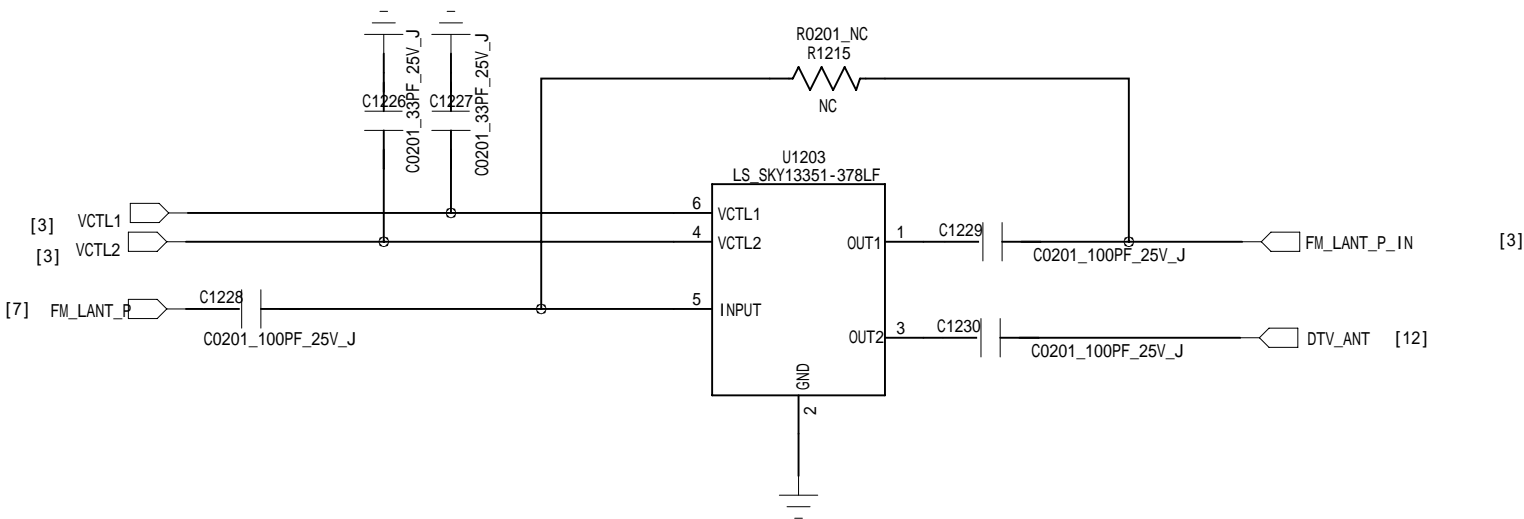 R0201_NC
R1215
NC
C1226
C0201_33PF_25V_J
C1227
C0201_33PF_25V_J
U1203
LS_SKY13351-378LF
[3] VCTL1
6
VCTL1
[3] VCTL2
4
VCTL2
OUT1
1
C1229
C0201_100PF_25V_J
FM_LANT_P_IN [3]
[7] FM_LANT_P
C1228
C0201_100PF_25V_J
5
INPUT
OUT2
3
C1230
C0201_100PF_25V_J
DTV_ANT [12]
GND
2